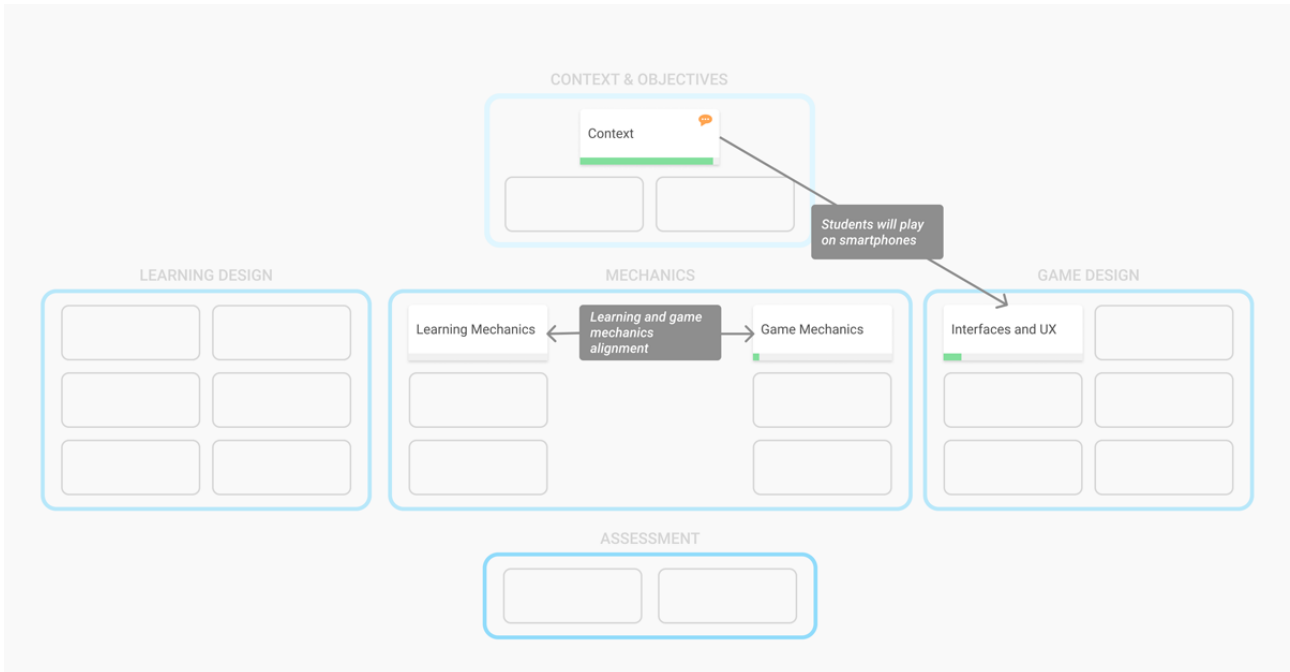 CONTEXT & OBJECTIVES
Context
Students will play
on smartphones
LEARNING DESIGN
MECHANICS
GAME DESIGN
Learning Mechanics
Learning and game
mechanics
alignment
Game Mechanics
Interfaces and UX
ASSESSMENT